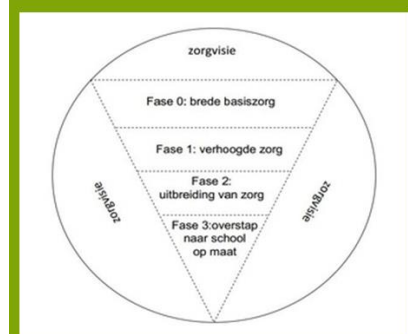 zorgvisie
Fase 0: brede basiszorg
Fase 1: verhoogde zorg
Fase 2:
uitbreiding van zorg
zorgvisie
zorgvisie
Fase 3:overstap
naar school
op maat